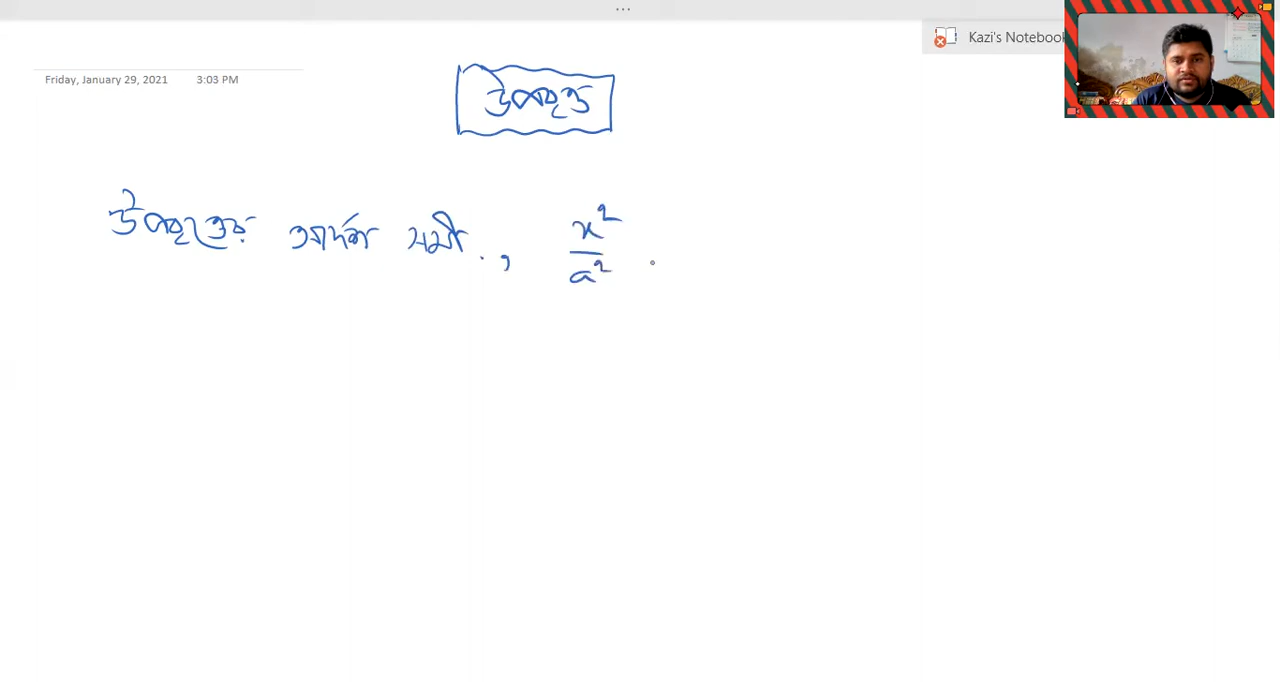 Kazi's Notebook
Friday, January 29, 2021 3:03 PM
উপবৃত্ত
উপবৃত্তের আদর্শ সমী., x²/a²